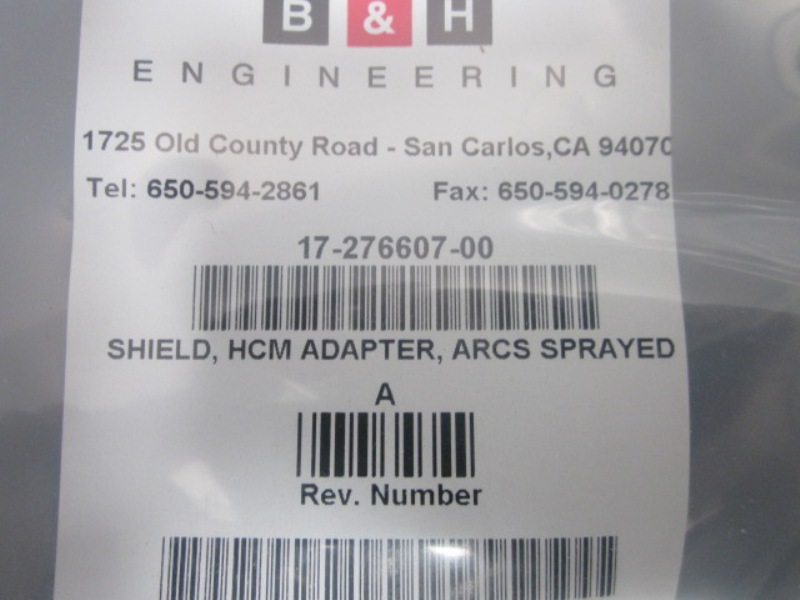 B & H
ENGINEERING
1725 Old County Road - San Carlos,CA 94070
Tel: 650-594-2861 Fax: 650-594-0278
17-276607-00
SHIELD, HCM ADAPTER, ARCS SPRAYED
A
Rev. Number